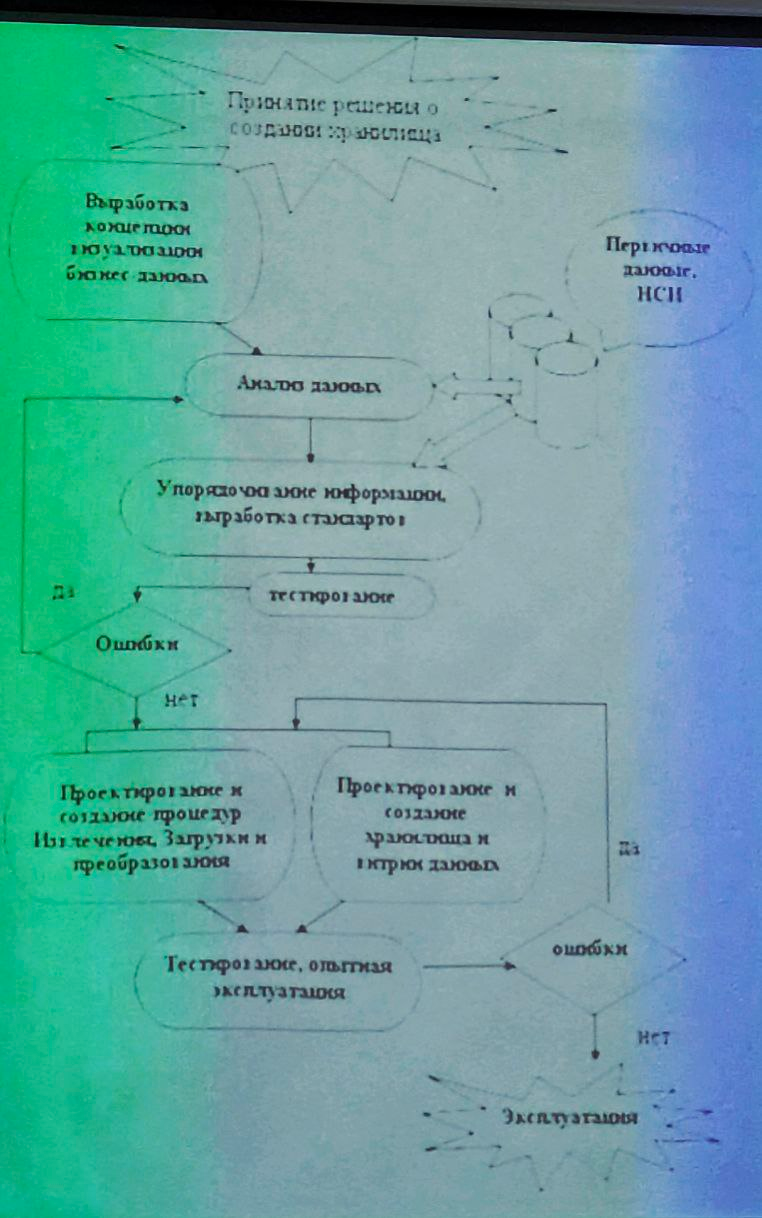 Принятие решения о
создании хранилища
Выработка
концепции
визуализации
бизнес данных
Первичные
данные,
НСИ
Анализ данных
Упорядочивание информации,
выработка стандартов
тестирование
да
Ошибки
нет
Проектирование и
создание процедур
Извлечения, Загрузки и
преобразования
Проектирование и
создание
хранилища и
витрин данных
да
Тестирование, опытная
эксплуатация
ошибки
нет
Эксплуатация